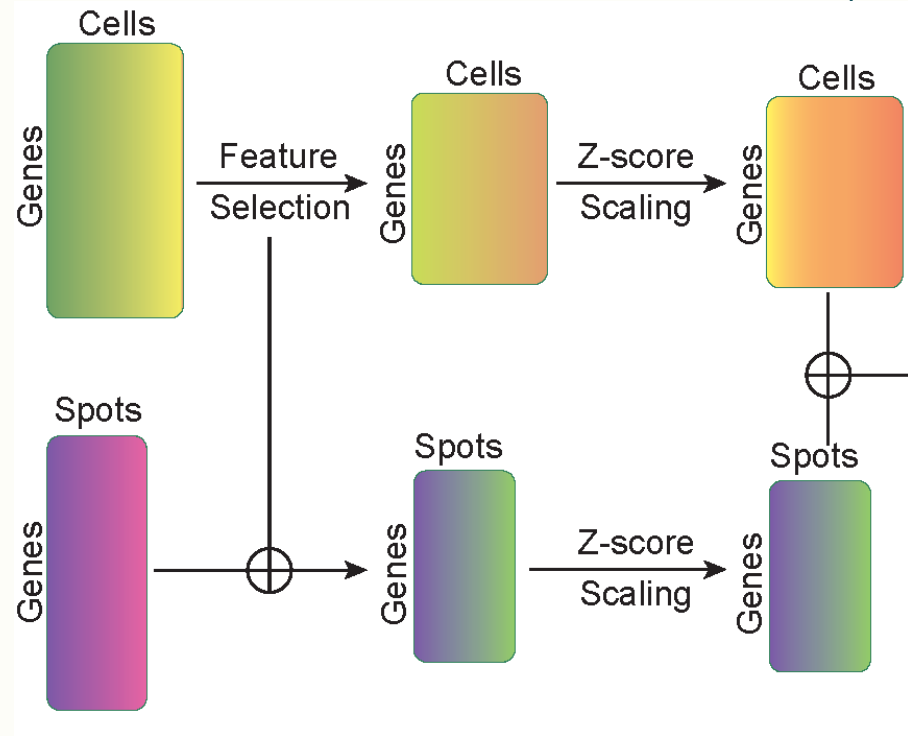 Cells
Genes
Feature
Selection
Cells
Genes
Z-score
Scaling
Cells
Genes
Spots
Genes
Spots
Genes
Z-score
Scaling
Spots
Genes